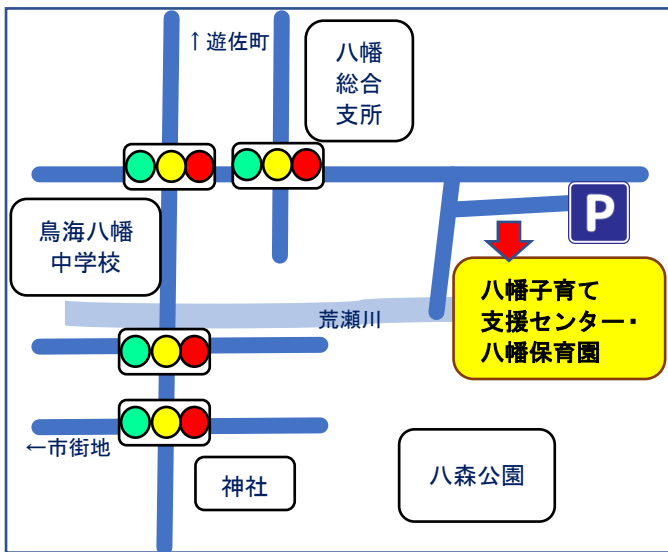 ↑遊佐町
八幡
総合
支所
P
鳥海八幡
中学校
八幡子育て
支援センター・
八幡保育園
荒瀬川
←市街地
神社
八森公園